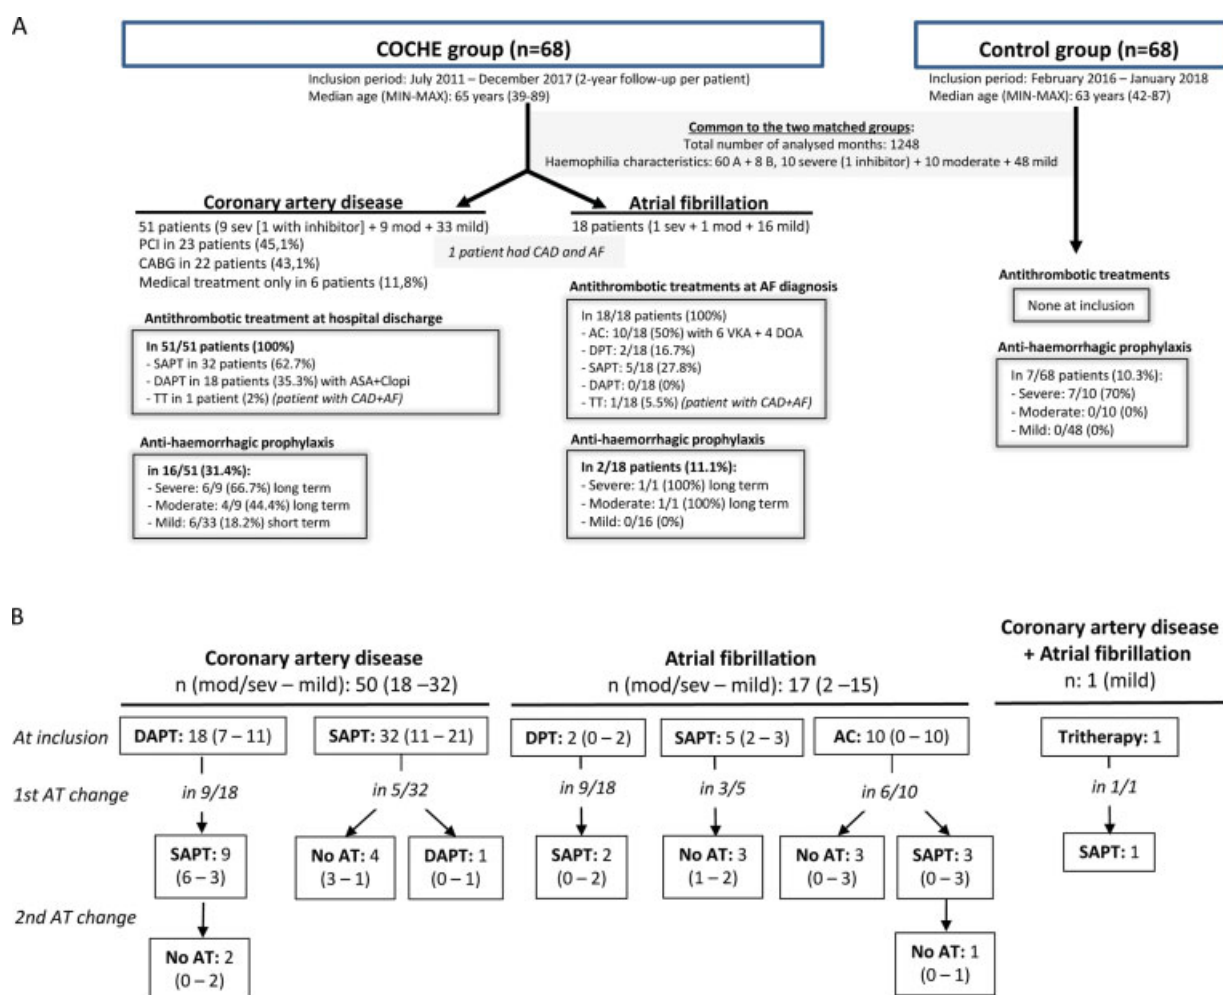 A
COCHE group (n=68)
Inclusion period: July 2011 – December 2017 (2-year follow-up per patient)
Median age (MIN-MAX): 65 years (39-89)
Control group (n=68)
Inclusion period: February 2016 – January 2018
Median age (MIN-MAX): 63 years (42-87)
Common to the two matched groups:
Total number of analysed months: 1248
Haemophilia characteristics: 60 A + 8 B, 10 severe (1 inhibitor) + 10 moderate + 48 mild
Coronary artery disease
51 patients (9 sev [1 with inhibitor] + 9 mod + 33 mild)
PCI in 23 patients (45,1%)
CABG in 22 patients (43,1%)
Medical treatment only in 6 patients (11,8%)
Atrial fibrillation
18 patients (1 sev + 1 mod + 16 mild)
1 patient had CAD and AF
Antithrombotic treatment at hospital discharge
In 51/51 patients (100%)
- SAPT in 32 patients (62.7%)
- DAPT in 18 patients (35.3%) with ASA+Clopi
- TT in 1 patient (2%) (patient with CAD+AF)
Anti-haemorrhagic prophylaxis
in 16/51 (31.4%):
- Severe: 6/9 (66.7%) long term
- Moderate: 4/9 (44.4%) long term
- Mild: 6/33 (18.2%) short term
Antithrombotic treatments at AF diagnosis
In 18/18 patients (100%)
- AC: 10/18 (50%) with 6 VKA + 4 DOA
- DPT: 2/18 (16.7%)
- SAPT: 5/18 (27.8%)
- DAPT: 0/18 (0%)
- TT: 1/18 (5.5%) (patient with CAD+AF)
Anti-haemorrhagic prophylaxis
In 2/18 patients (11.1%):
- Severe: 1/1 (100%) long term
- Moderate: 1/1 (100%) long term
- Mild: 0/16 (0%)
Antithrombotic treatments
None at inclusion
Anti-haemorrhagic prophylaxis
In 7/68 patients (10.3%):
- Severe: 7/10 (70%)
- Moderate: 0/10 (0%)
- Mild: 0/48 (0%)
B
Coronary artery disease
n (mod/sev – mild): 50 (18 –32)
Atrial fibrillation
n (mod/sev – mild): 17 (2 –15)
Coronary artery disease
+ Atrial fibrillation
n: 1 (mild)
At inclusion
DAPT: 18 (7 – 11)
SAPT: 32 (11 – 21)
DPT: 2 (0 – 2)
SAPT: 5 (2 – 3)
AC: 10 (0 – 10)
Tritherapy: 1
1st AT change
in 9/18
in 5/32
in 9/18
in 3/5
in 6/10
in 1/1
SAPT: 9
(6 – 3)
No AT: 4
(3 – 1)
DAPT: 1
(0 – 1)
SAPT: 2
(0 – 2)
No AT: 3
(1 – 2)
No AT: 3
(0 – 3)
SAPT: 3
(0 – 3)
SAPT: 1
2nd AT change
No AT: 2
(0 – 2)
No AT: 1
(0 – 1)